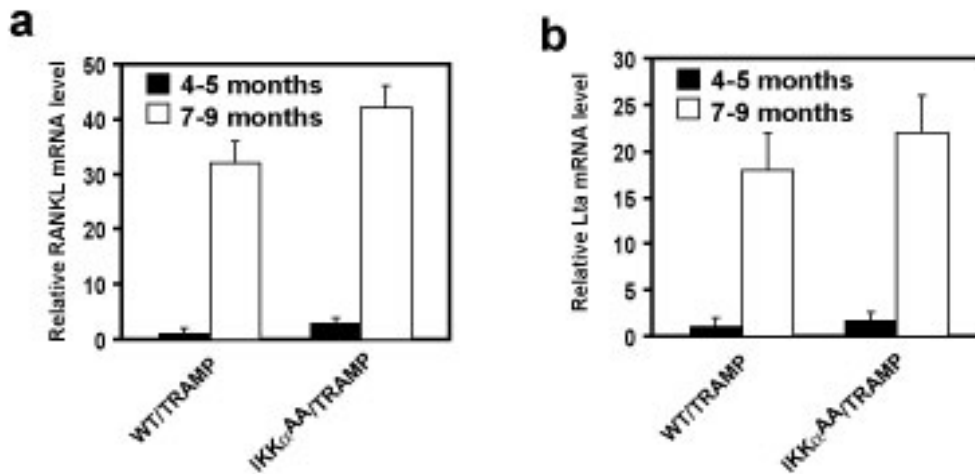 a
Relative RANKL mRNA level
50
40
30
20
10
0
4-5 months
7-9 months
WT/TRAMP
IKKαAA/TRAMP
b
Relative Lta mRNA level
30
25
20
15
10
5
0
4-5 months
7-9 months
WT/TRAMP
IKKαAA/TRAMP